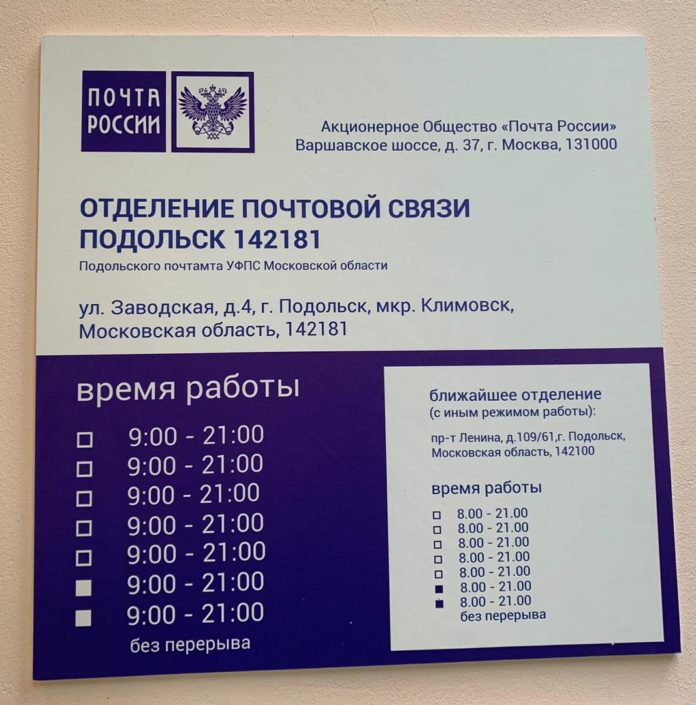 ПОЧТА
РОССИИ
Акционерное Общество «Почта России»
Варшавское шоссе, д. 37, г. Москва, 131000
ОТДЕЛЕНИЕ ПОЧТОВОЙ СВЯЗИ
ПОДОЛЬСК 142181
Подольского почтамта УФПС Московской области
ул. Заводская, д.4, г. Подольск, мкр. Климовск,
Московская область, 142181
время работы
9:00 - 21:00
9:00 - 21:00
9:00 - 21:00
9:00 - 21:00
9:00 - 21:00
9:00 - 21:00
9:00 - 21:00
без перерыва
ближайшее отделение
(с иным режимом работы):
пр-т Ленина, д.109/61,г. Подольск,
Московская область, 142100
время работы
8.00 - 21.00
8.00 - 21.00
8.00 - 21.00
8.00 - 21.00
8.00 - 21.00
8.00 - 21.00
8.00 - 21.00
без перерыва